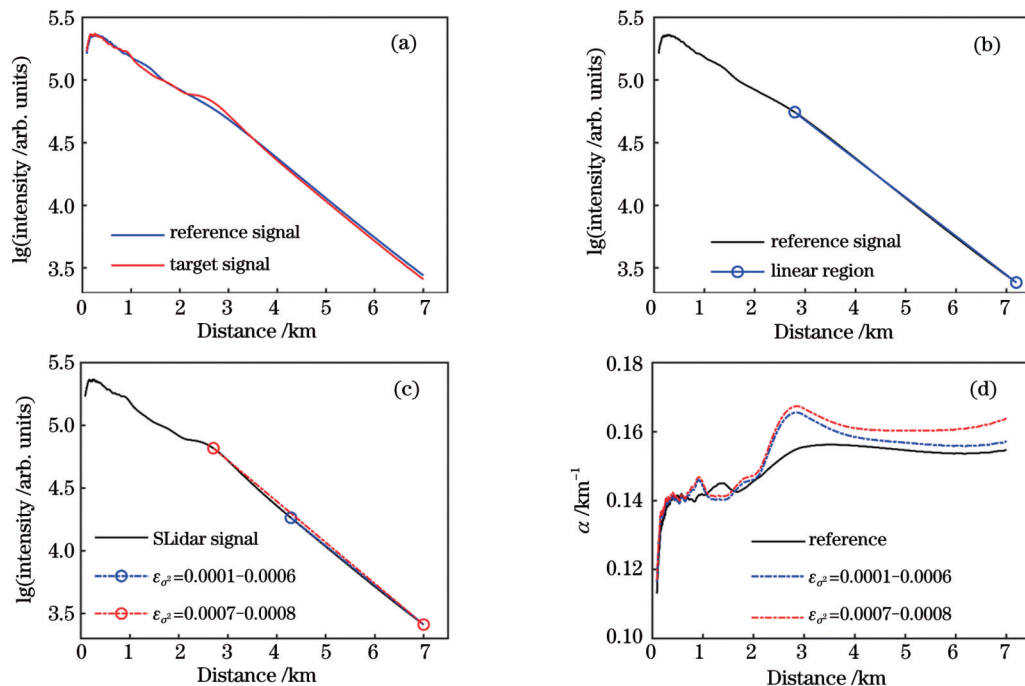 (a)
lg(intensity /arb. units)
5.5
5.0
4.5
4.0
3.5
reference signal
target signal
0 1 2 3 4 5 6 7
Distance /km
(b)
lg(intensity /arb. units)
5.5
5.0
4.5
4.0
3.5
reference signal
linear region
0 1 2 3 4 5 6 7
Distance /km
(c)
lg(intensity /arb. units)
5.5
5.0
4.5
4.0
3.5
SLidar signal
εσ²=0.0001-0.0006
εσ²=0.0007-0.0008
0 1 2 3 4 5 6 7
Distance /km
(d)
α /km⁻¹
0.18
0.16
0.14
0.12
0.10
reference
εσ²=0.0001-0.0006
εσ²=0.0007-0.0008
0 1 2 3 4 5 6 7
Distance /km